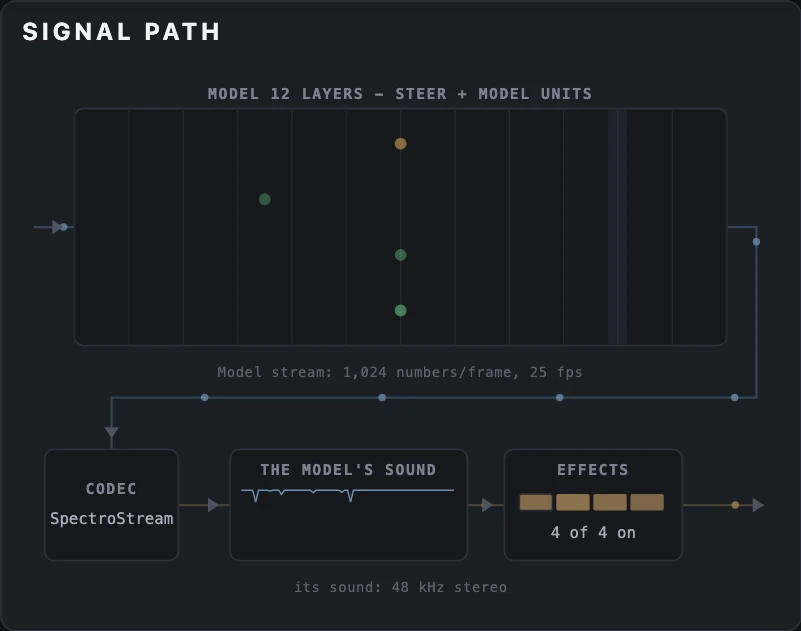 SIGNAL PATH
MODEL 12 LAYERS — STEER + MODEL UNITS
Model stream: 1,024 numbers/frame, 25 fps
CODEC
SpectroStream
THE MODEL'S SOUND
EFFECTS
4 of 4 on
its sound: 48 kHz stereo